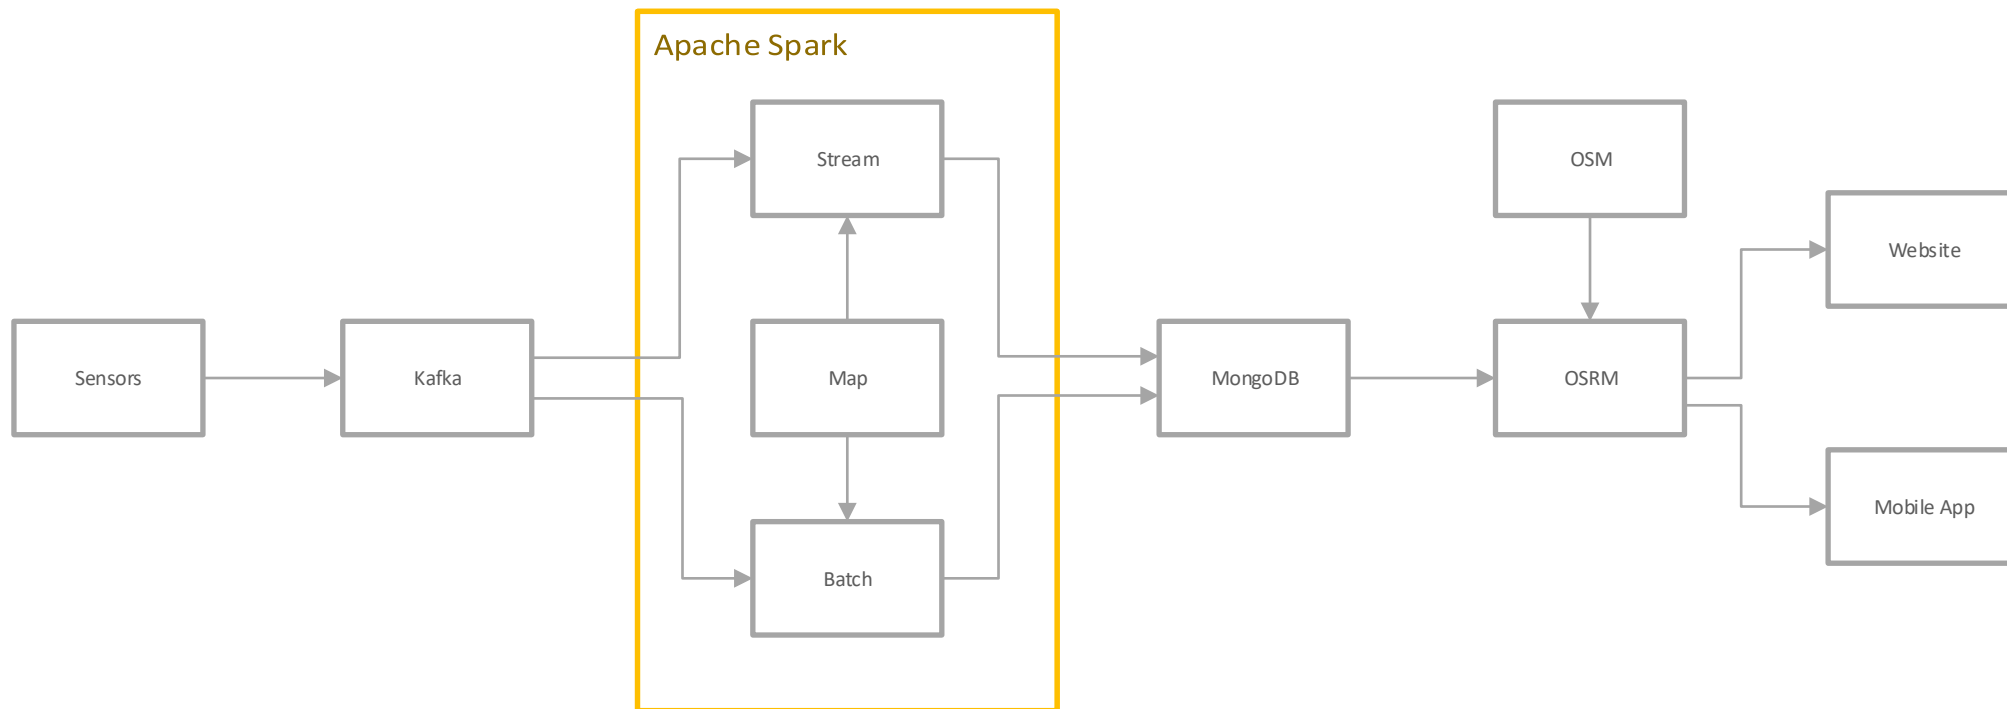 Apache Spark
Stream
OSM
Website
Sensors
Kafka
Map
MongoDB
OSRM
Mobile App
Batch